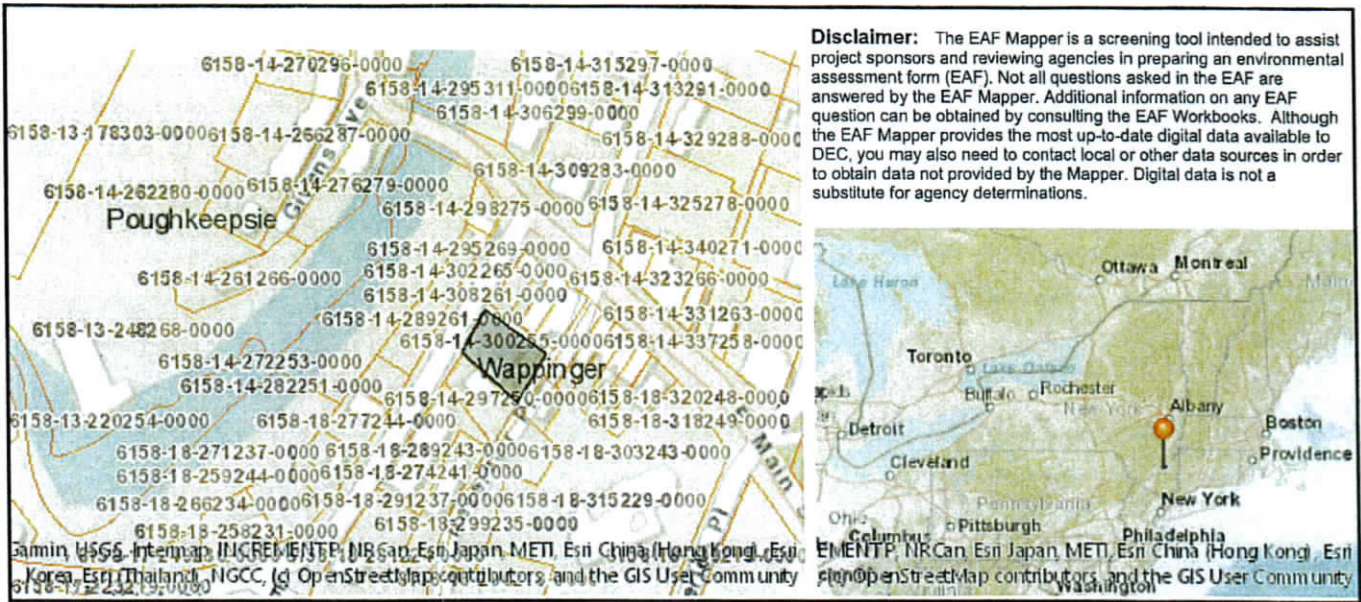 Disclaimer: The EAF Mapper is a screening tool intended to assist
project sponsors and reviewing agencies in preparing an environmental
assessment form (EAF). Not all questions asked in the EAF are
answered by the EAF Mapper. Additional information on any EAF
question can be obtained by consulting the EAF Workbooks. Although
the EAF Mapper provides the most up-to-date digital data available to
DEC, you may also need to contact local or other data sources in order
to obtain data not provided by the Mapper. Digital data is not a
substitute for agency determinations.
6158-14-270296-0000 6158-14-315297-0000
6158-14-295311-0000 6158-14-313291-0000
6158-14-306299-0000
6158-13-178303-0000 6158-14-266287-0000 6158-14-329288-0000
6158-14-309283-0000
6158-14-262280-0000 6158-14-276279-0000
Poughkeepsie 6158-14-298275-0000 6158-14-325278-0000
6158-14-295269-0000 6158-14-340271-0000
6158-14-261266-0000 6158-14-302265-0000 6158-14-323266-0000
6158-14-308261-0000
6158-14-289261-0000 6158-14-331263-0000
6158-13-248268-0000 6158-14-300255-0000 6158-14-337258-0000
6158-14-272253-0000 Wappinger
6158-14-282251-0000 6158-14-297250-0000 6158-18-320248-0000
6158-13-220254-0000 6158-18-277244-0000 6158-18-318249-0000
6158-18-271237-0000 6158-18-289243-0000 6158-18-303243-0000
Main
6158-18-259244-0000 6158-18-274241-0000
6158-18-266234-0000 6158-18-291237-0000 6158-18-315229-0000
6158-18-258231-0000 6158-18-299235-0000
Pl
Garmin, USGS, Intermap, INCREMENT P, NRCan, Esri Japan, METI, Esri China (Hong Kong), Esri
Korea, Esri (Thailand), NGCC, (c) OpenStreetMap contributors, and the GIS User Community
Ottawa Montreal
Lake Huron
Toronto
Buffalo Rochester
New York Albany
Detroit Boston
Cleveland Providence
Pennsylvania New York
Ohio Pittsburgh
Columbus Philadelphia
EMENT P, NRCan, Esri Japan, METI, Esri China (Hong Kong), Esri
OpenStreetMap contributors, and the GIS User Community
Washington